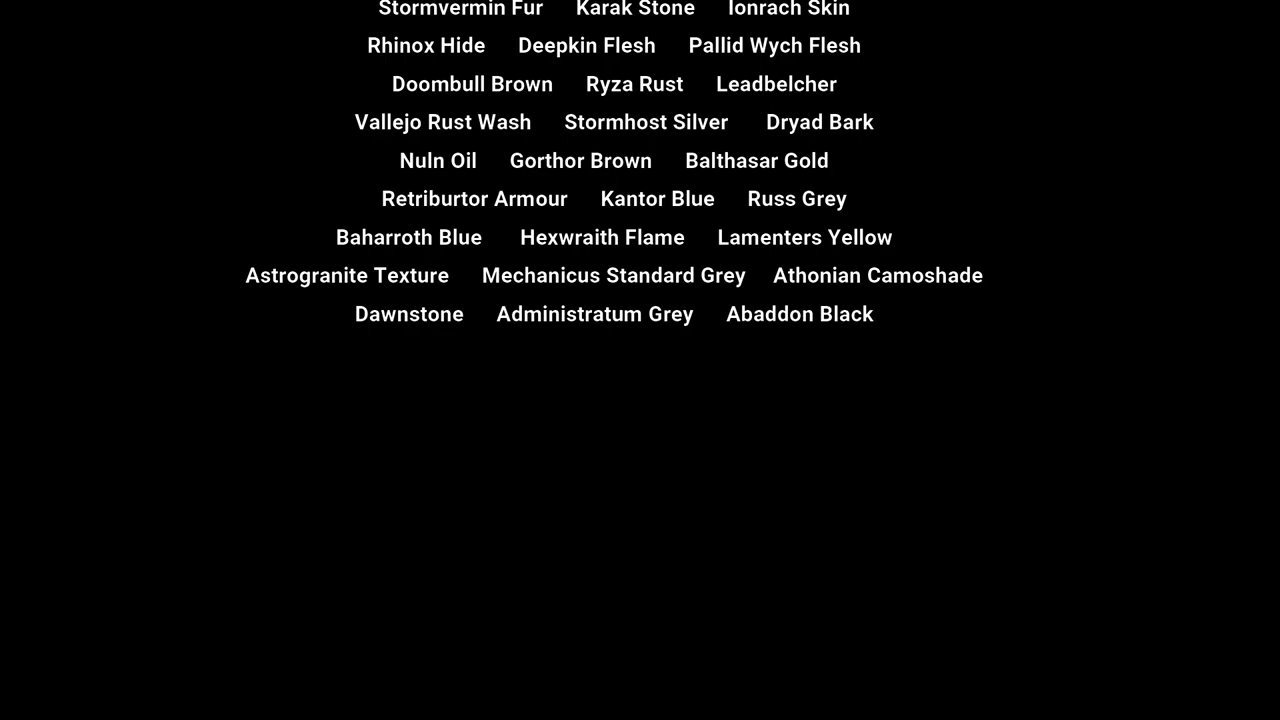 Stormvermin Fur Karak Stone Ionrach Skin
Rhinox Hide Deepkin Flesh Pallid Wych Flesh
Doombull Brown Ryza Rust Leadbelcher
Vallejo Rust Wash Stormhost Silver Dryad Bark
Nuln Oil Gorthor Brown Balthasar Gold
Retriburtor Armour Kantor Blue Russ Grey
Baharroth Blue Hexwraith Flame Lamenters Yellow
Astrogranite Texture Mechanicus Standard Grey Athonian Camoshade
Dawnstone Administratum Grey Abaddon Black